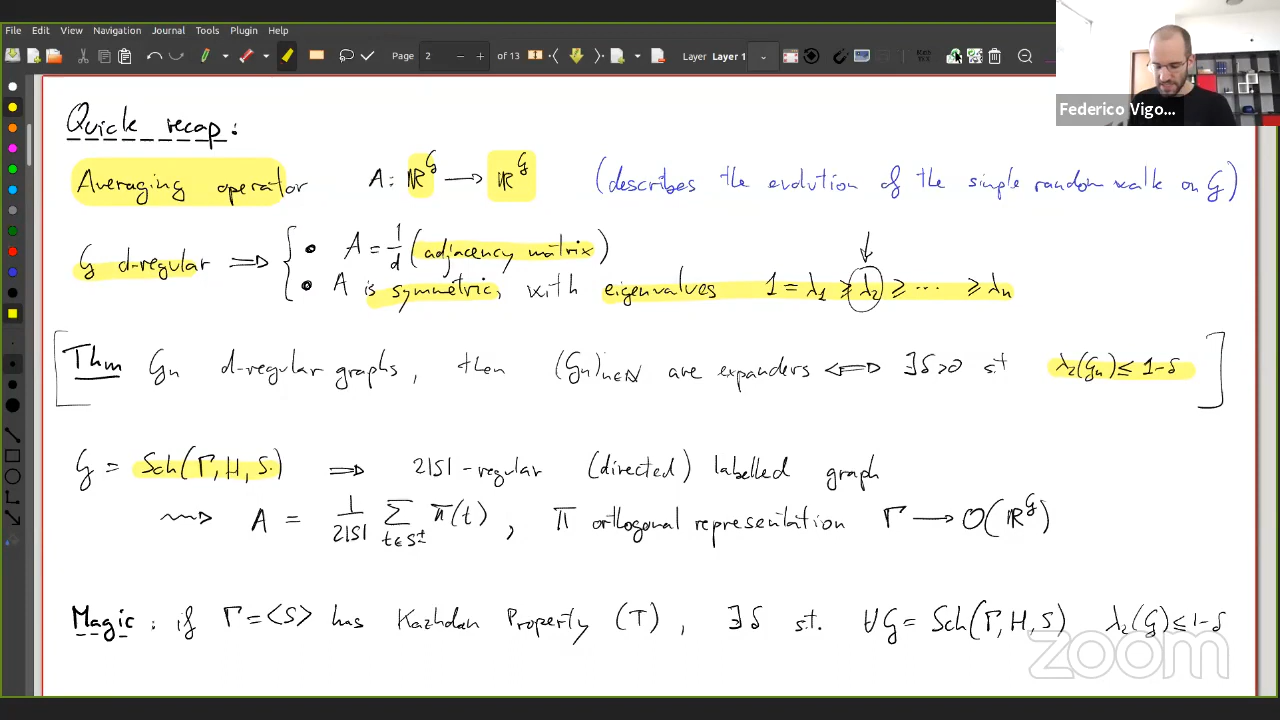 File Edit View Navigation Journal Tools Plugin Help
Page 2 of 13 Layer Layer 1
Federico Vigo...
Quick recap:
Averaging operator A: ℝ^G → ℝ^G (describes the evolution of the simple random walk on G)
G d-regular ⟹ { • A = 1/d (adjacency matrix)
• A is symmetric, with eigenvalues 1 = λ₁ ≥ λ₂ ≥ ... ≥ λₙ
Thm Gₙ d-regular graphs, then (Gₙ)ₙ∈ℕ are expanders ⟺ ∃δ>0 s.t λ₂(Gₙ) ≤ 1-δ
G = Sch(Γ, H, S) ⟹ 2|S|-regular (directed) labelled graph
⇝ A = 1/2|S| Σ_{t∈S^±} π(t), π orthogonal representation Γ → O(ℝ^G)
Magic: if Γ = <S> has Kazhdan Property (T), ∃δ s.t. ∀G = Sch(Γ, H, S) λ₂(G) ≤ 1-δ
zoom